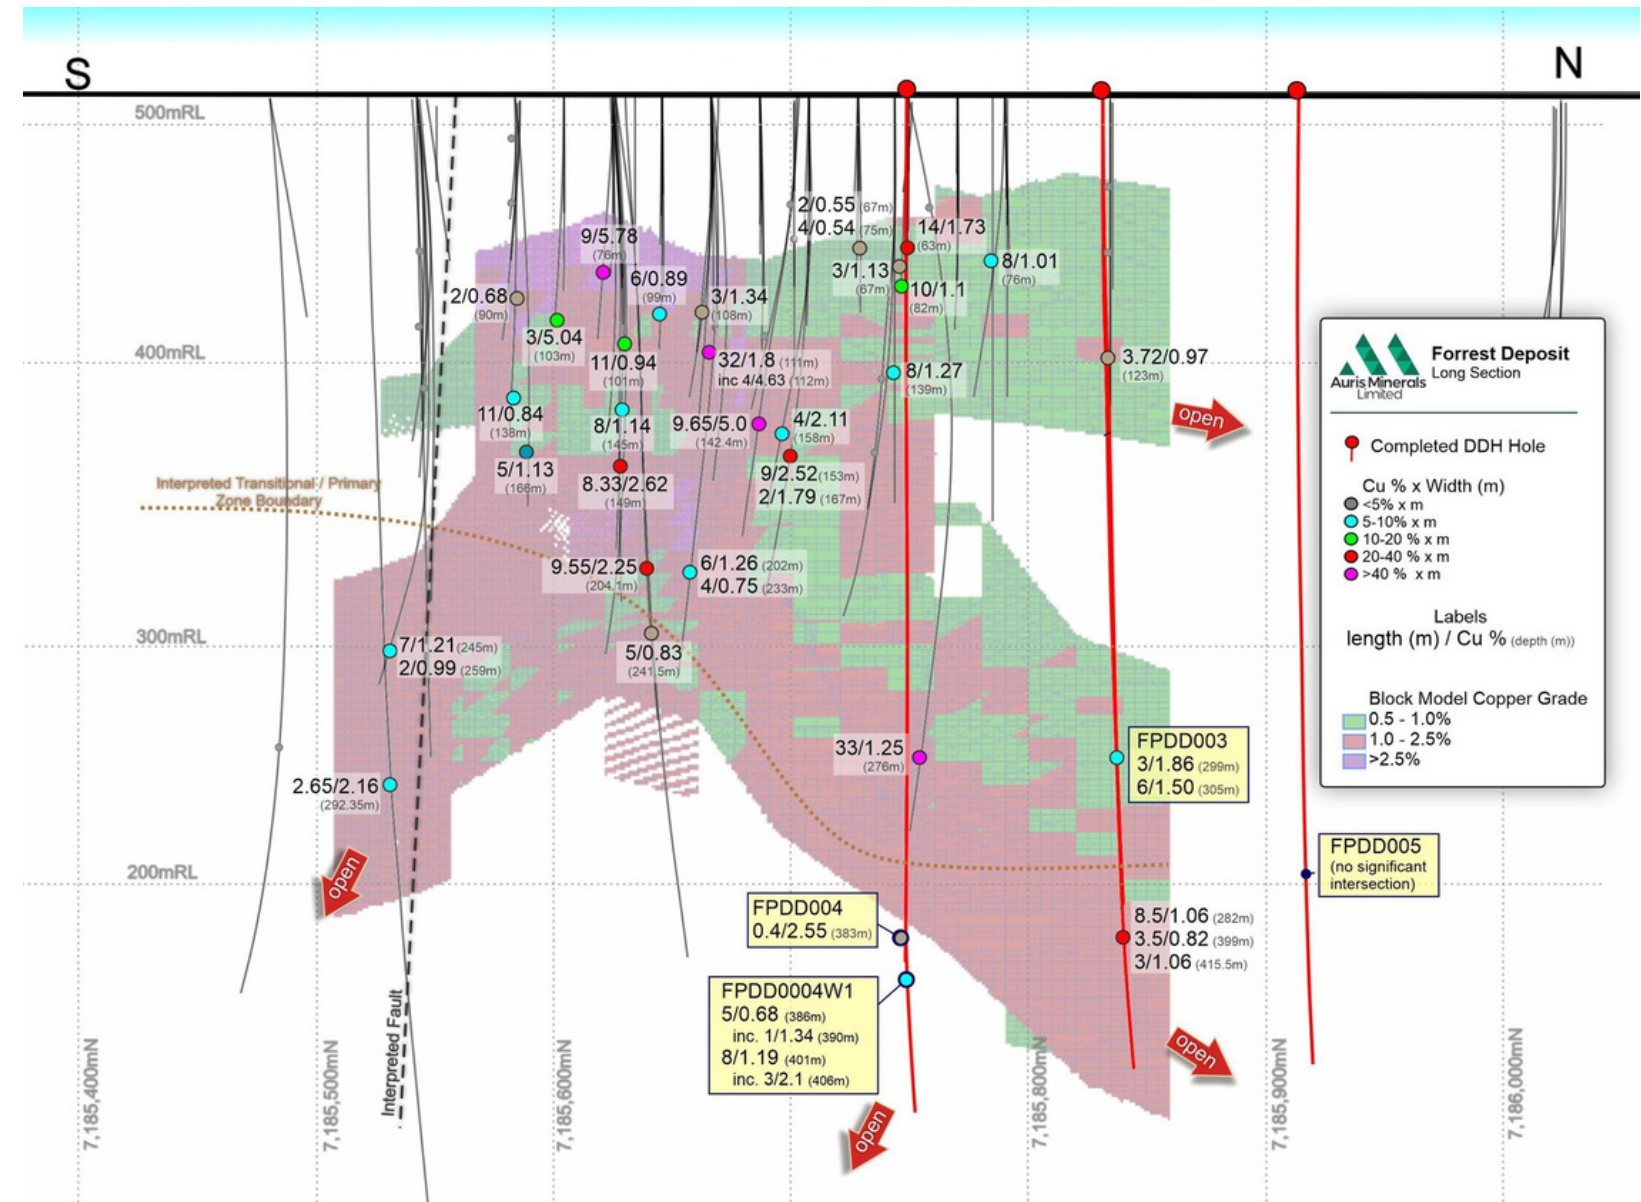 S
N
500mRL
400mRL
300mRL
200mRL
2/0.55 (67m)
4/0.54 (75m)
14/1.73
(63m)
9/5.78
(76m)
3/1.13
(67m)
8/1.01
(76m)
6/0.89
(99m)
10/1.1
(82m)
2/0.68
(90m)
3/1.34
(108m)
3/5.04
(103m)
11/0.94
(101m)
32/1.8 (111m)
inc 4/4.63 (112m)
3.72/0.97
(123m)
8/1.27
(139m)
11/0.84
(138m)
8/1.14
(145m)
9.65/5.0
(142.4m)
4/2.11
(158m)
5/1.13
(166m)
8.33/2.62
(149m)
9/2.52 (153m)
2/1.79 (167m)
open
Interpreted Transitional / Primary
Zone Boundary
9.55/2.25
(204.1m)
6/1.26 (202m)
4/0.75 (233m)
7/1.21 (245m)
2/0.99 (259m)
5/0.83
(241.5m)
33/1.25
(276m)
2.65/2.16
(292.35m)
FPDD003
3/1.86 (299m)
6/1.50 (305m)
FPDD005
(no significant
intersection)
open
FPDD004
0.4/2.55 (383m)
8.5/1.06 (282m)
3.5/0.82 (399m)
3/1.06 (415.5m)
FPDD0004W1
5/0.68 (386m)
inc. 1/1.34 (390m)
8/1.19 (401m)
inc. 3/2.1 (406m)
open
open
Interpreted Fault
7,185,400mN
7,185,500mN
7,185,600mN
7,185,800mN
7,185,900mN
7,186,000mN
Auris Minerals
Limited
Forrest Deposit
Long Section
Completed DDH Hole
Cu % x Width (m)
<5% x m
5-10% x m
10-20 % x m
20-40 % x m
>40 % x m
Labels
length (m) / Cu % (depth (m))
Block Model Copper Grade
0.5 - 1.0%
1.0 - 2.5%
>2.5%